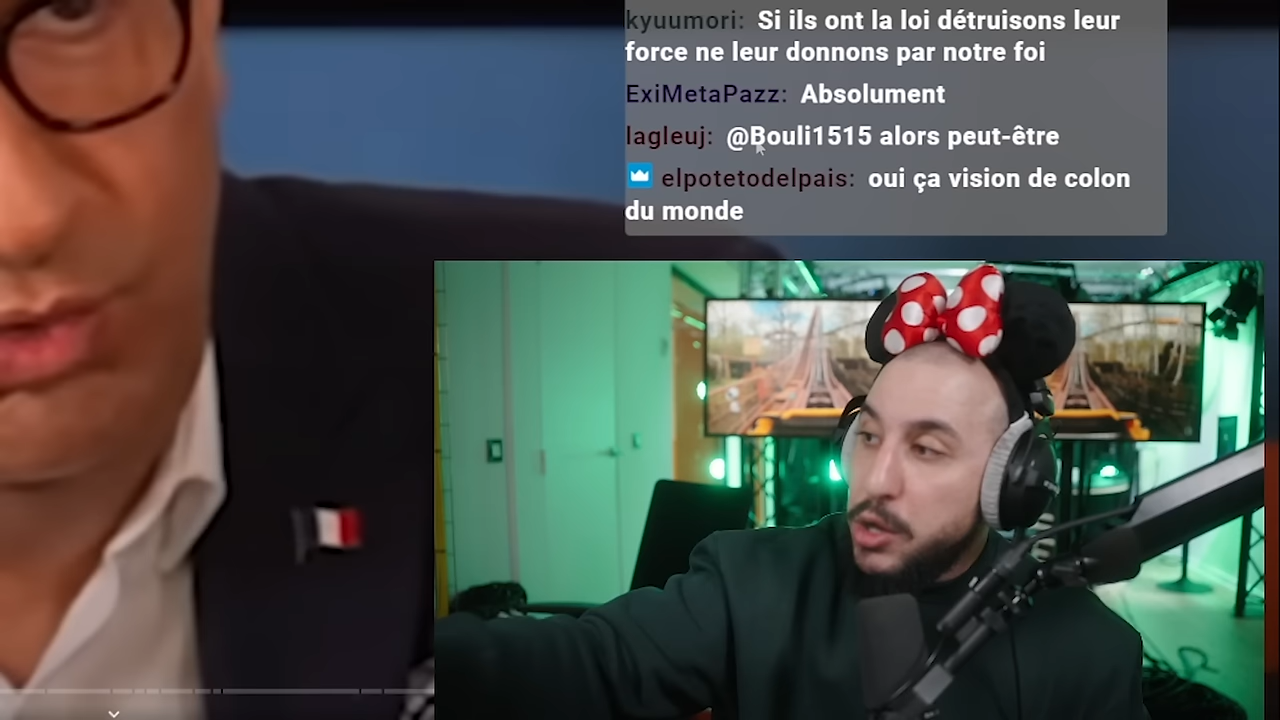 kyuumori: Si ils ont la loi détruisons leur
force ne leur donnons par notre foi
ExiMetaPazz: Absolument
lagleuj: @Bouli1515 alors peut-être
elpotetodelpais: oui ça vision de colon
du monde